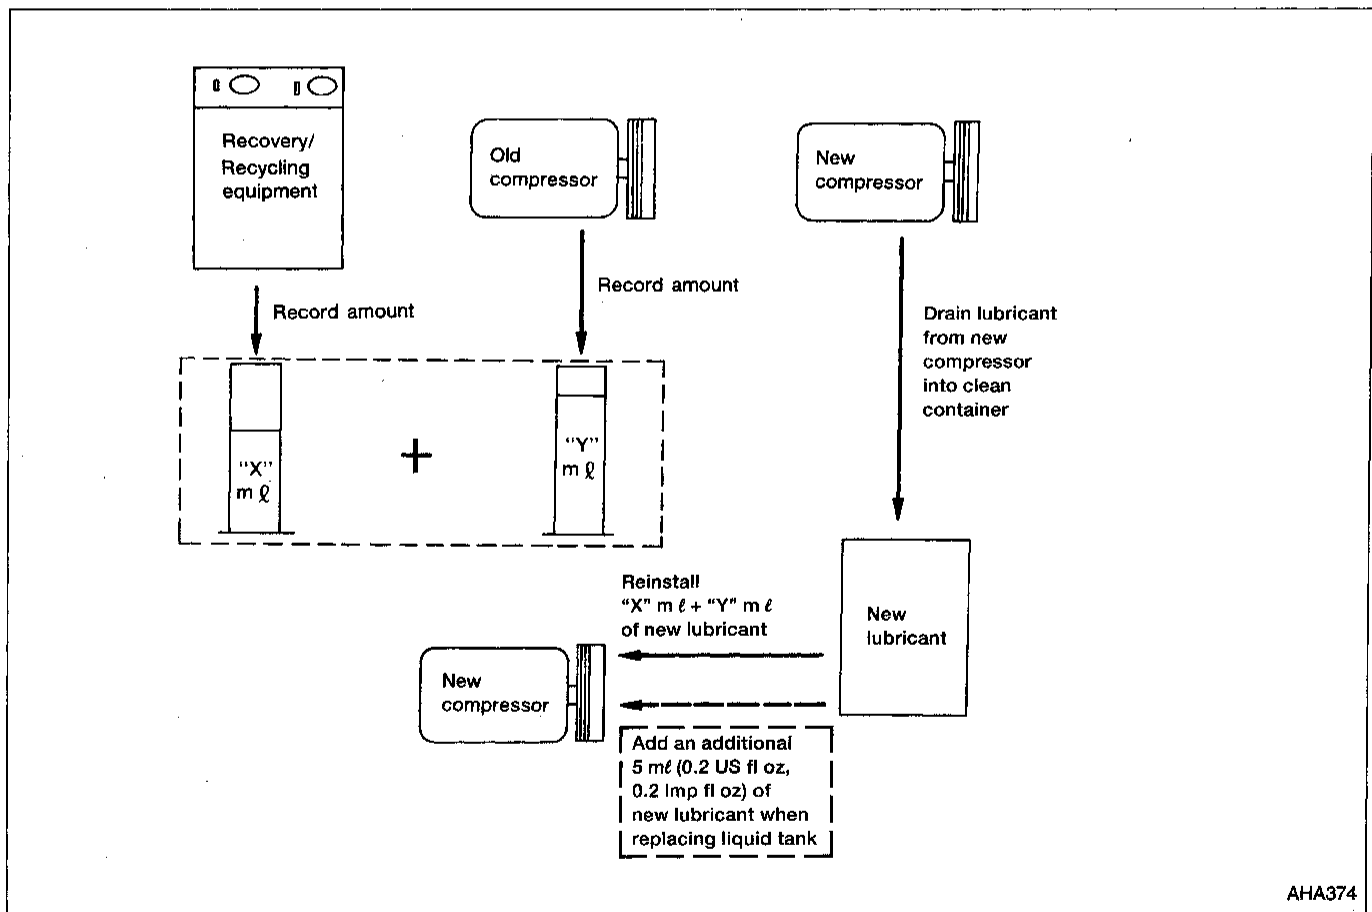 Recovery/
Recycling
equipment
Old
compressor
New
compressor
Record amount
Record amount
Drain lubricant
from new
compressor
into clean
container
"X"
m ℓ
+
"Y"
m ℓ
Reinstall
"X" m ℓ + "Y" m ℓ
of new lubricant
New
lubricant
New
compressor
Add an additional
5 mℓ (0.2 US fl oz,
0.2 Imp fl oz) of
new lubricant when
replacing liquid tank
AHA374